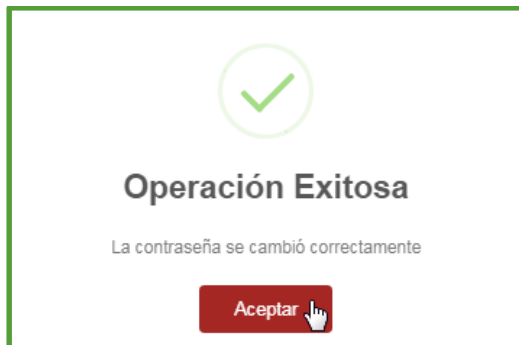 Operación Exitosa
La contraseña se cambió correctamente
Aceptar